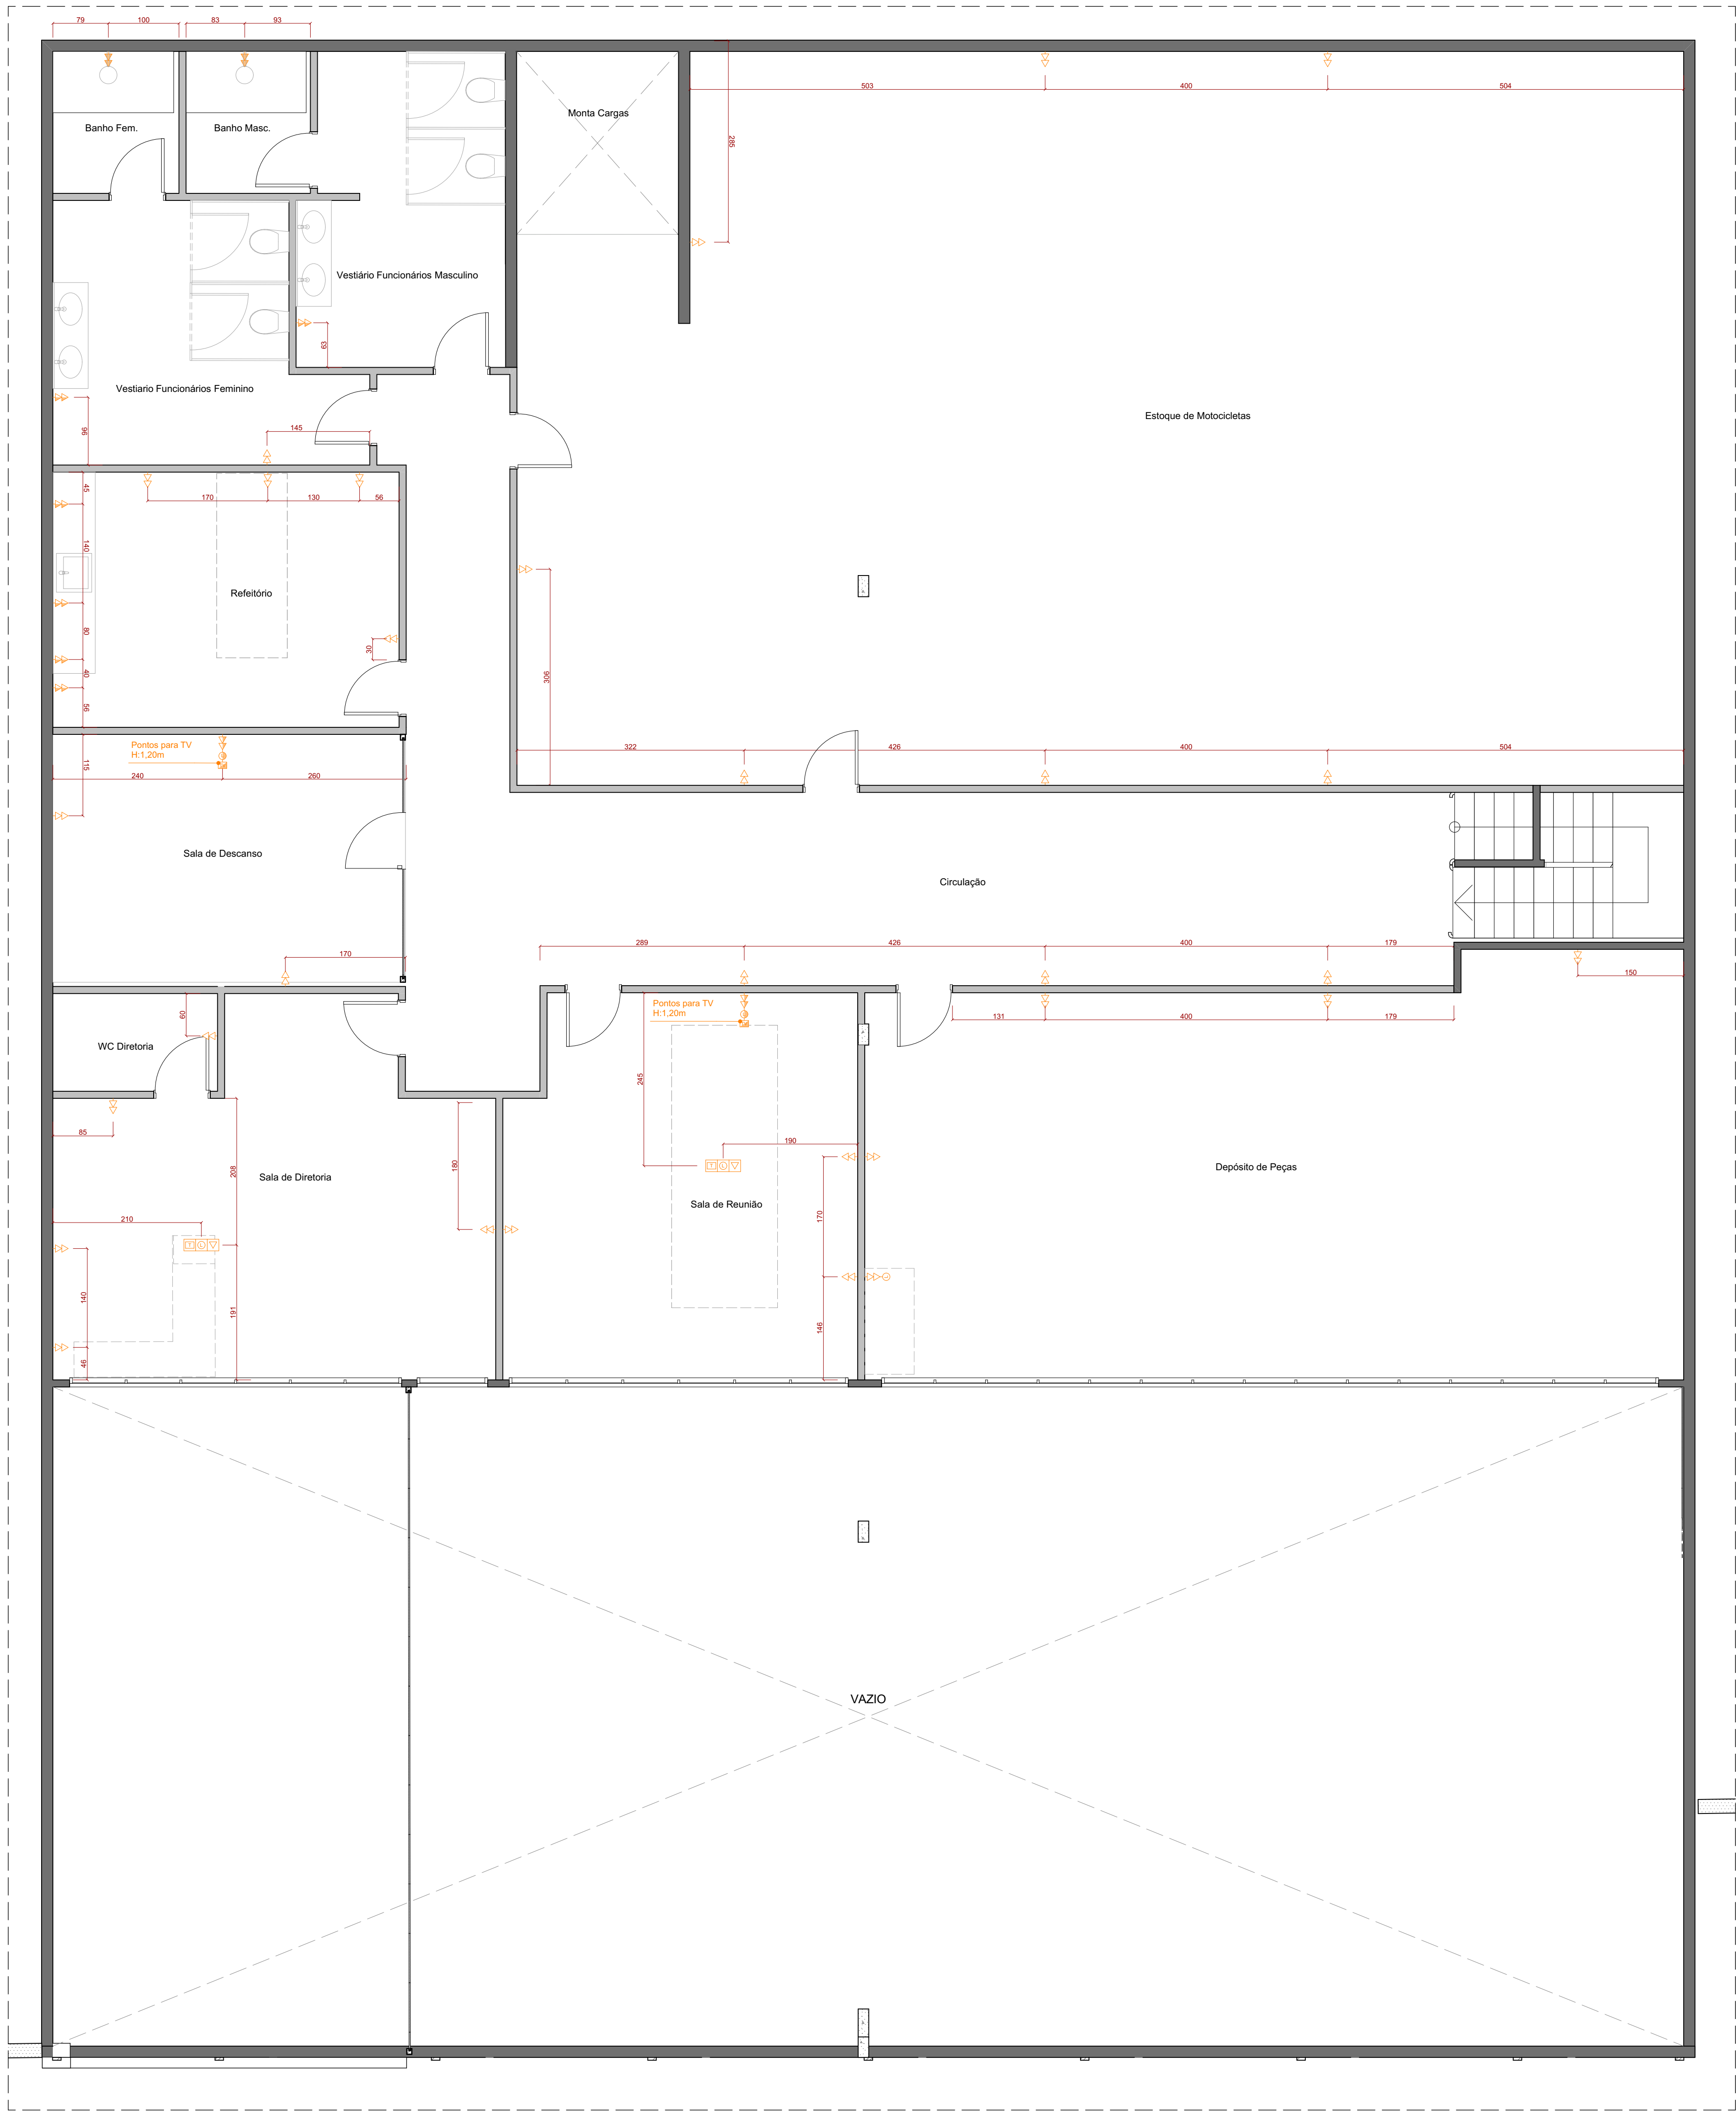 79 100 83 93
503 400 504
Monta Cargas
Banho Fem.
Banho Masc.
285
Vestiário Funcionários Masculino
63
Vestiario Funcionários Feminino
Estoque de Motocicletas
96
145
45
170 130 56
140
Refeitório
80
30
40
306
56
Pontos para TV
H:1,20m
322 426 400 504
115
240 260
Sala de Descanso
Circulação
170
289 426 400 179
150
Pontos para TV
H:1,20m
60
131 400 179
WC Diretoria
245
85
190
180
208
Sala de Diretoria
Depósito de Peças
T
Sala de Reunião
170
210
T
140
191
146
46
VAZIO